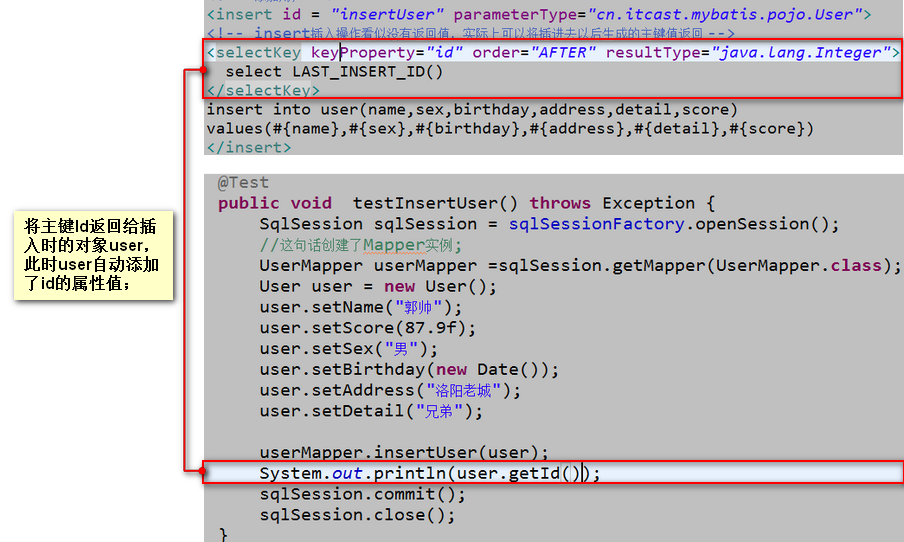 <insert id = "insertUser" parameterType="cn.itcast.mybatis.pojo.User">
<!-- insert插入操作看似没有返回值,实际上可以将插进去以后生成的主键值返回 -->
<selectKey keyProperty="id" order="AFTER" resultType="java.lang.Integer">
select LAST_INSERT_ID()
</selectKey>
insert into user(name,sex,birthday,address,detail,score)
values(#{name},#{sex},#{birthday},#{address},#{detail},#{score})
</insert>
将主键Id返回给插
入时的对象user,
此时user自动添加
了id的属性值;
@Test
public void testInsertUser() throws Exception {
SqlSession sqlSession = sqlSessionFactory.openSession();
//这句话创建了Mapper实例;
UserMapper userMapper =sqlSession.getMapper(UserMapper.class);
User user = new User();
user.setName("郭帅");
user.setScore(87.9f);
user.setSex("男");
user.setBirthday(new Date());
user.setAddress("洛阳老城");
user.setDetail("兄弟");
userMapper.insertUser(user);
System.out.println(user.getId());
sqlSession.commit();
sqlSession.close();
}